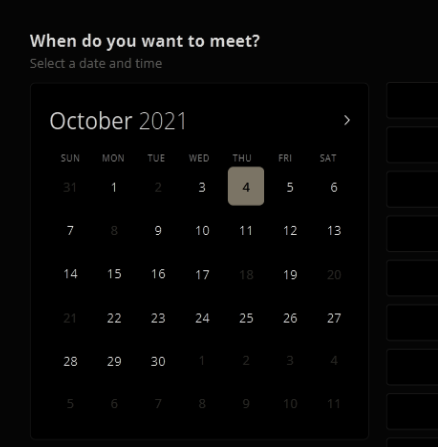 When do you want to meet?
Select a date and time
October 2021 >
SUN MON TUE WED THU FRI SAT
31 1 2 3 4 5 6
7 8 9 10 11 12 13
14 15 16 17 18 19 20
21 22 23 24 25 26 27
28 29 30 1 2 3 4
5 6 7 8 9 10 11